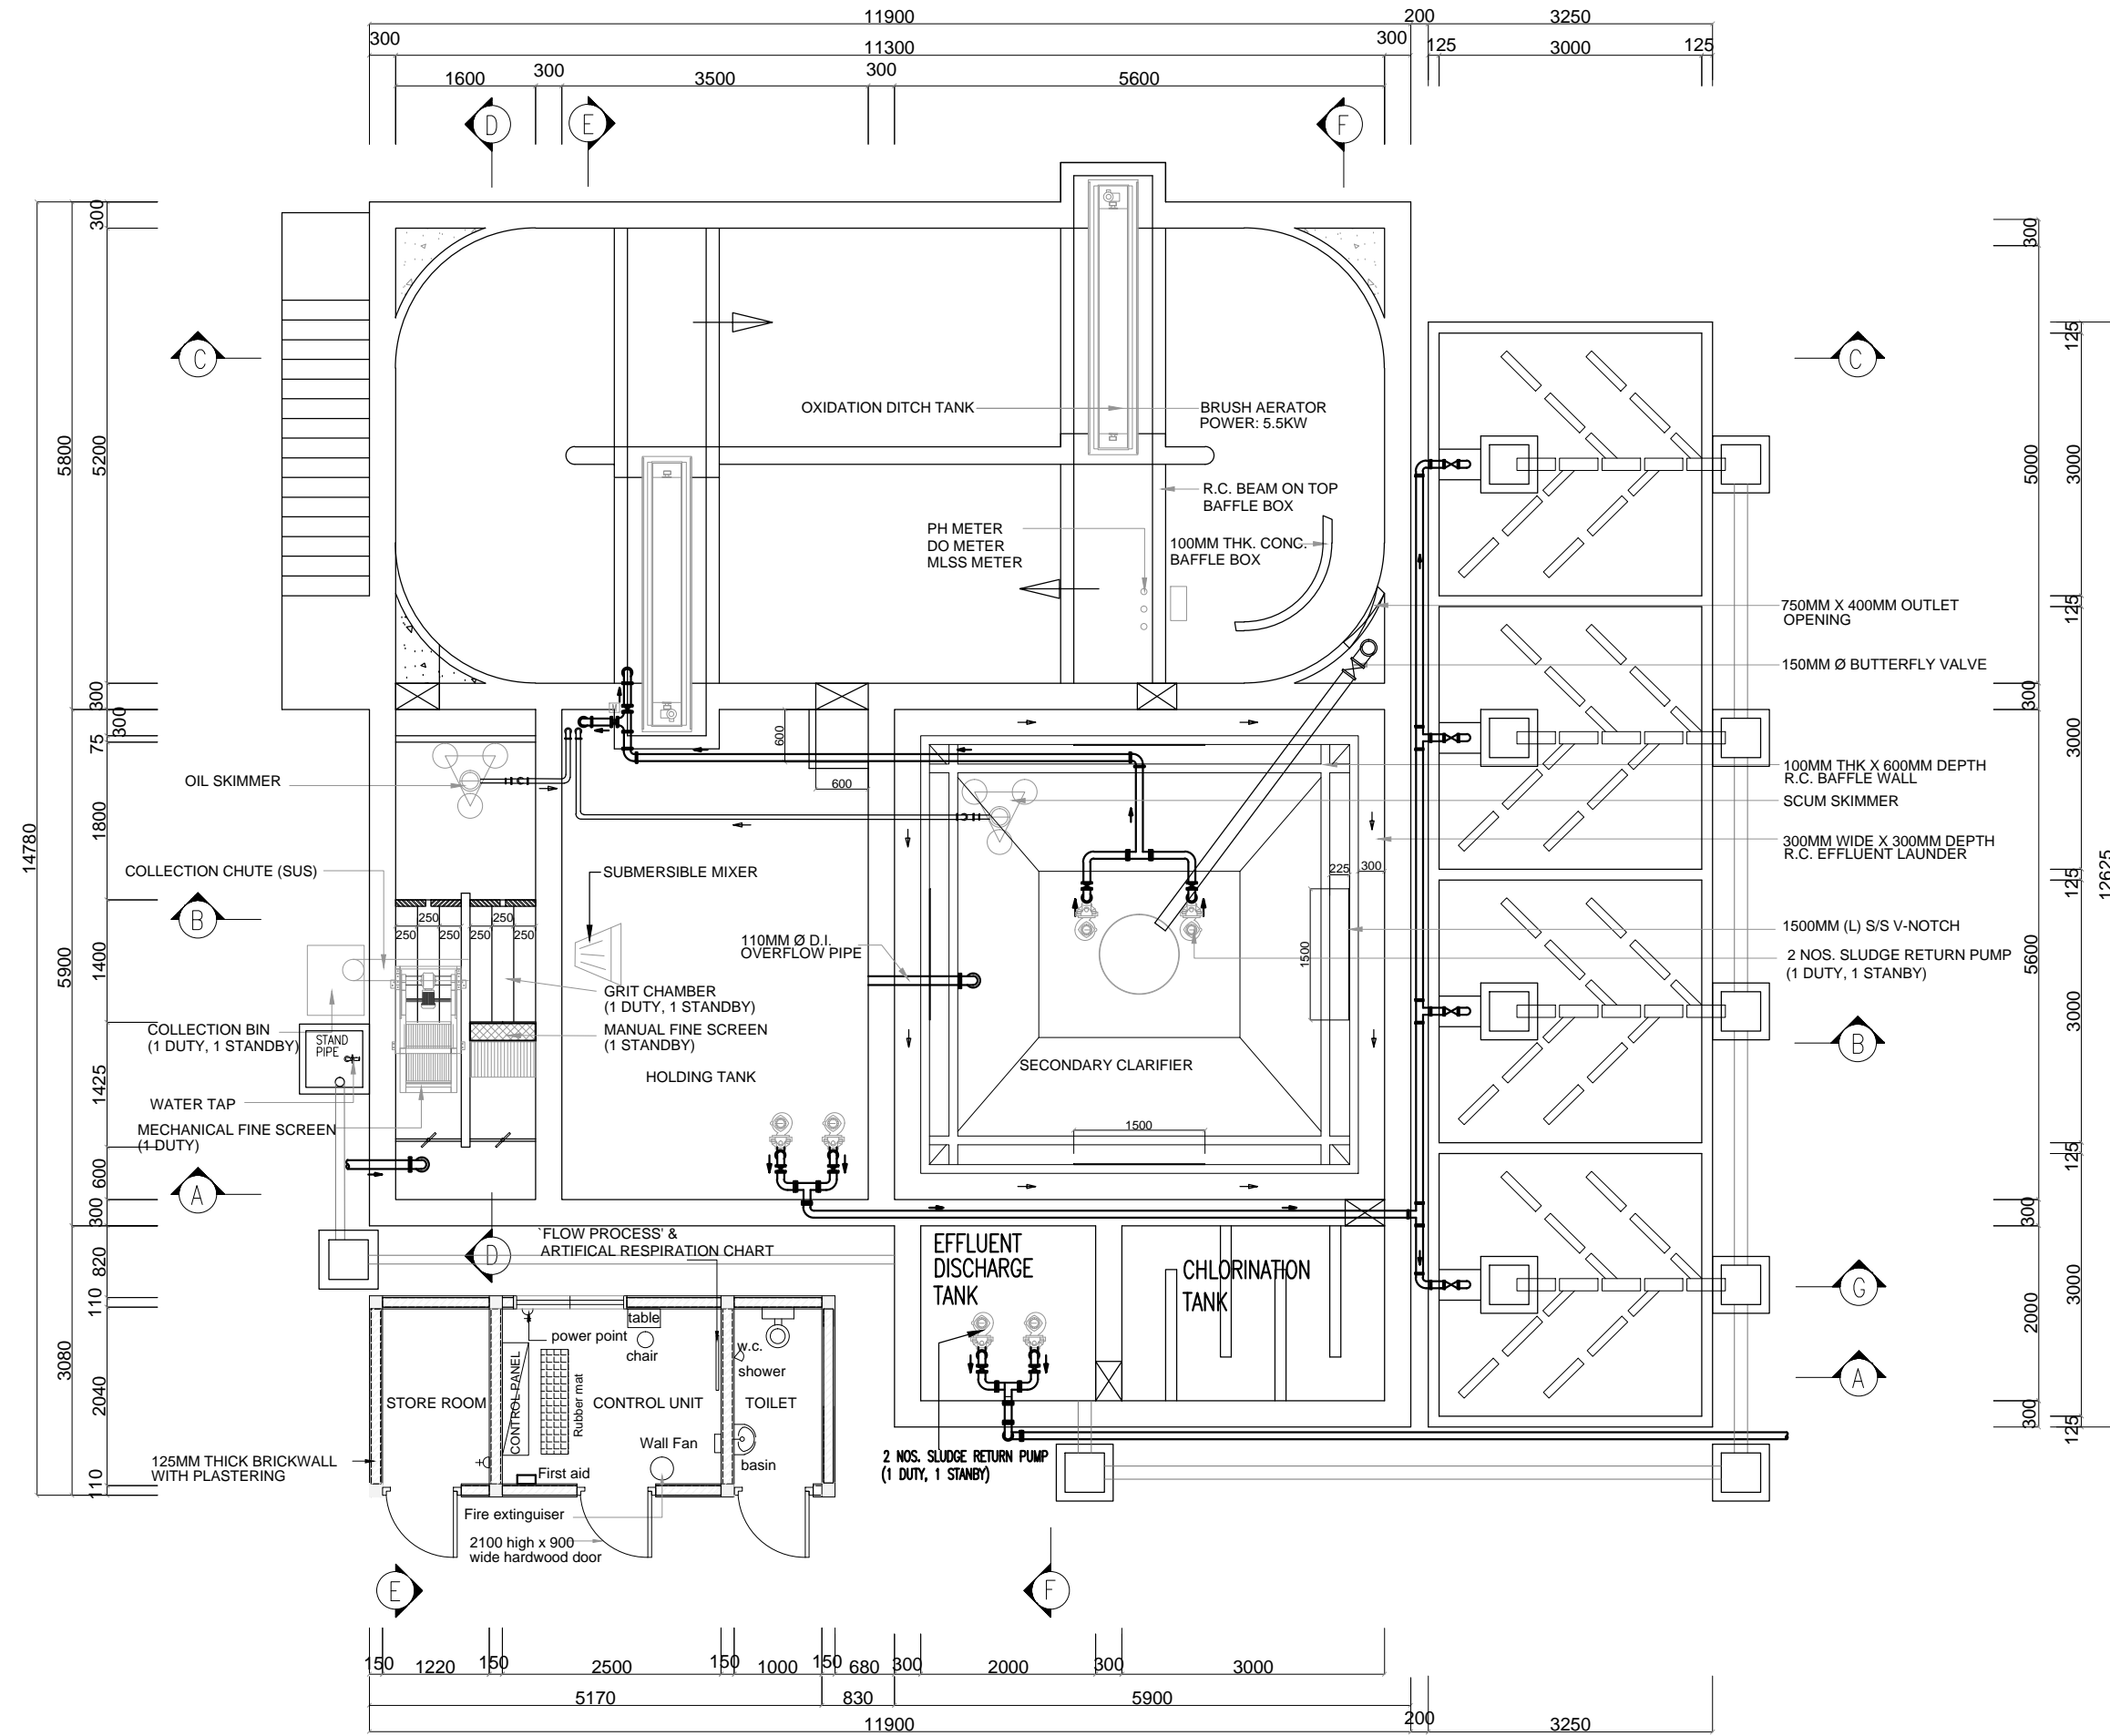 11900
200
3250
300
11300
300
125
3000
125
1600
300
3500
300
5600
D
E
F
14780
5800
300
5200
300
C
C
OXIDATION DITCH TANK
BRUSH AERATOR
POWER: 5.5KW
R.C. BEAM ON TOP
BAFFLE BOX
PH METER
DO METER
MLSS METER
100MM THK. CONC.
BAFFLE BOX
750MM X 400MM OUTLET
OPENING
150MM Ø BUTTERFLY VALVE
100MM THK X 600MM DEPTH
R.C. BAFFLE WALL
SCUM SKIMMER
300MM WIDE X 300MM DEPTH
R.C. EFFLUENT LAUNDER
1500MM (L) S/S V-NOTCH
2 NOS. SLUDGE RETURN PUMP
(1 DUTY, 1 STANBY)
300
5000
300
5600
300
2000
300
125
3000
125
3000
125
3000
125
3000
125
12625
5900
300
75
1800
1400
1425
600
300
OIL SKIMMER
COLLECTION CHUTE (SUS)
B
COLLECTION BIN
(1 DUTY, 1 STANDBY)
STAND
PIPE
WATER TAP
MECHANICAL FINE SCREEN
(1 DUTY)
A
250
250
250
250
250
250
600
600
SUBMERSIBLE MIXER
GRIT CHAMBER
(1 DUTY, 1 STANDBY)
MANUAL FINE SCREEN
(1 STANDBY)
HOLDING TANK
110MM Ø D.I.
OVERFLOW PIPE
225
300
1500
SECONDARY CLARIFIER
1500
B
G
A
3080
820
110
2040
110
D
`FLOW PROCESS' &
ARTIFICAL RESPIRATION CHART
EFFLUENT
DISCHARGE
TANK
CHLORINATION
TANK
table
power point
chair
w.c.
shower
STORE ROOM
CONTROL PANEL
Rubber mat
CONTROL UNIT
TOILET
Wall Fan
basin
First aid
125MM THICK BRICKWALL
WITH PLASTERING
Fire extinguiser
2100 high x 900
wide hardwood door
2 NOS. SLUDGE RETURN PUMP
(1 DUTY, 1 STANBY)
E
F
150
1220
150
2500
150
1000
150
680
300
2000
300
3000
5170
830
5900
11900
200
3250